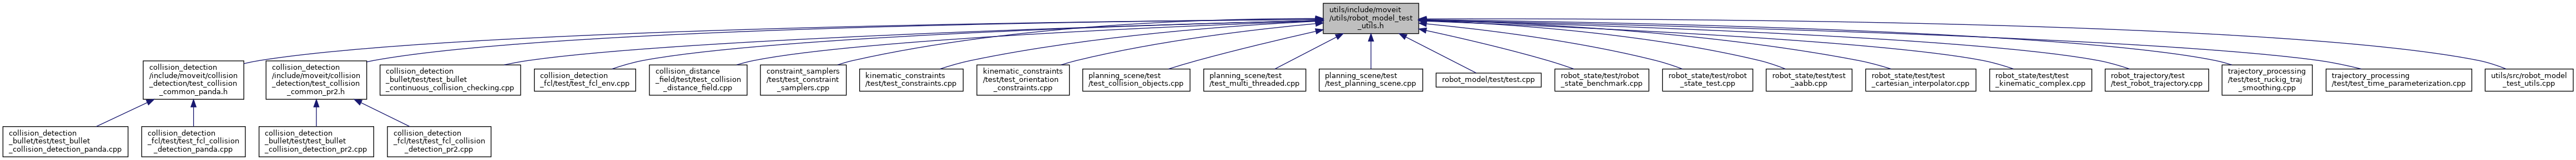 utils/include/moveit
/utils/robot_model_test
_utils.h
collision_detection
/include/moveit/collision
_detection/test_collision
_common_panda.h
collision_detection
/include/moveit/collision
_detection/test_collision
_common_pr2.h
collision_detection
_bullet/test/test_bullet
_continuous_collision_checking.cpp
collision_detection
_fcl/test/test_fcl_env.cpp
collision_distance
_field/test/test_collision
_distance_field.cpp
constraint_samplers
/test/test_constraint
_samplers.cpp
kinematic_constraints
/test/test_constraints.cpp
kinematic_constraints
/test/test_orientation
_constraints.cpp
planning_scene/test
/test_collision_objects.cpp
planning_scene/test
/test_multi_threaded.cpp
planning_scene/test
/test_planning_scene.cpp
robot_model/test/test.cpp
robot_state/test/robot
_state_benchmark.cpp
robot_state/test/robot
_state_test.cpp
robot_state/test/test
_aabb.cpp
robot_state/test/test
_cartesian_interpolator.cpp
robot_state/test/test
_kinematic_complex.cpp
robot_trajectory/test
/test_robot_trajectory.cpp
trajectory_processing
/test/test_ruckig_traj
_smoothing.cpp
trajectory_processing
/test/test_time_parameterization.cpp
utils/src/robot_model
_test_utils.cpp
collision_detection
_bullet/test/test_bullet
_collision_detection_panda.cpp
collision_detection
_fcl/test/test_fcl_collision
_detection_panda.cpp
collision_detection
_bullet/test/test_bullet
_collision_detection_pr2.cpp
collision_detection
_fcl/test/test_fcl_collision
_detection_pr2.cpp